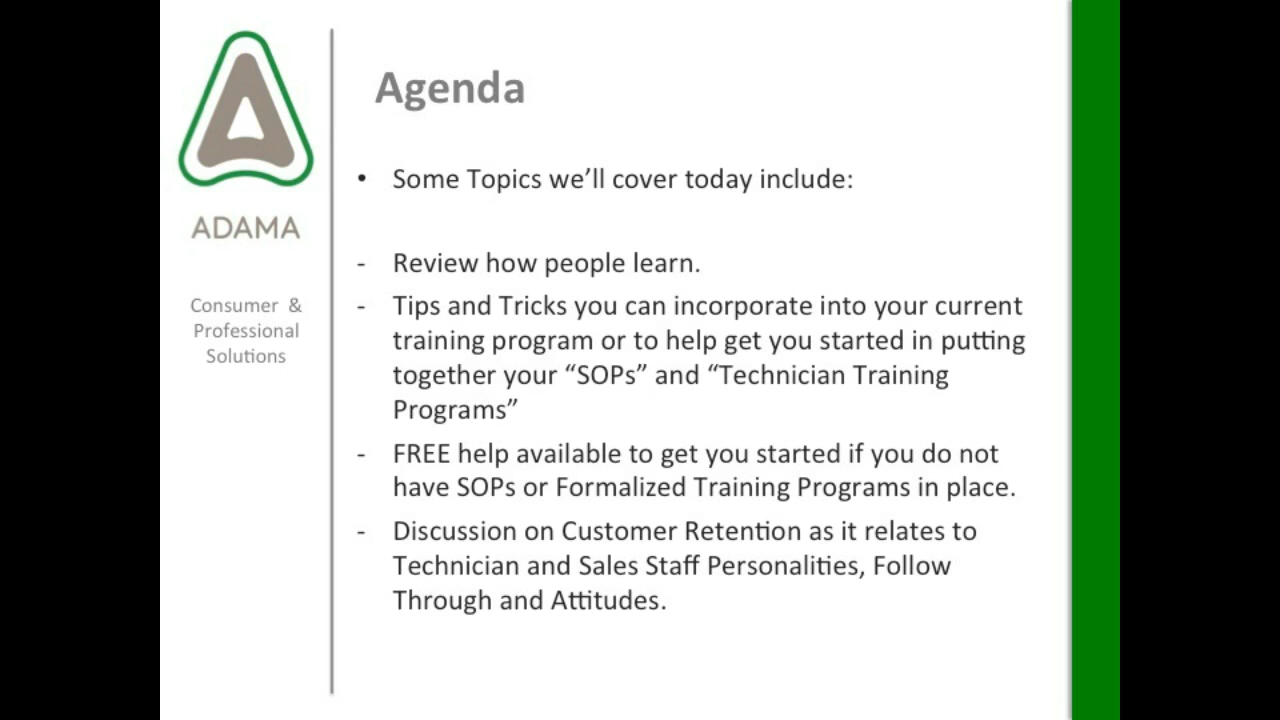 ADAMA
Consumer &
Professional
Solutions
Agenda
• Some Topics we’ll cover today include:
- Review how people learn.
- Tips and Tricks you can incorporate into your current
training program or to help get you started in putting
together your “SOPs” and “Technician Training
Programs”
- FREE help available to get you started if you do not
have SOPs or Formalized Training Programs in place.
- Discussion on Customer Retention as it relates to
Technician and Sales Staff Personalities, Follow
Through and Attitudes.